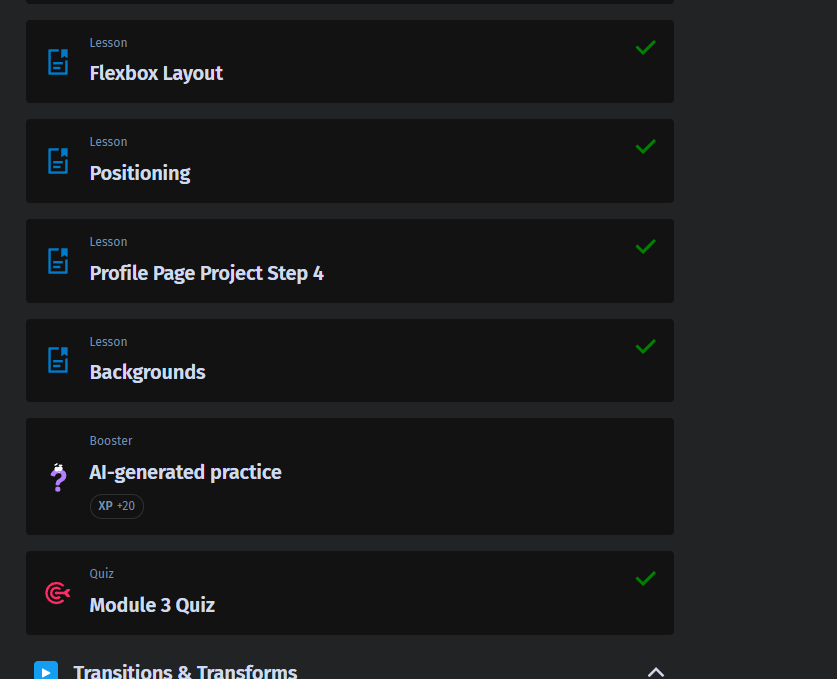 Lesson
Flexbox Layout
Lesson
Positioning
Lesson
Profile Page Project Step 4
Lesson
Backgrounds
Booster
AI-generated practice
XP +20
Quiz
Module 3 Quiz
Transitions & Transforms